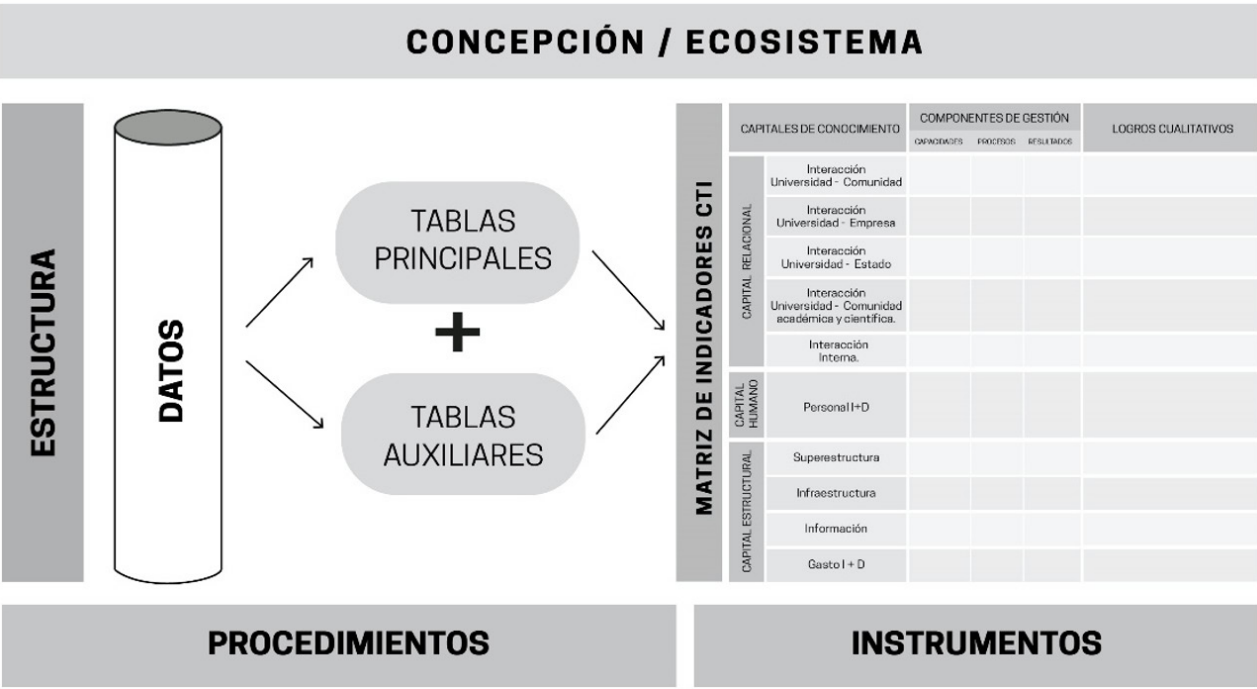 CONCEPCIÓN / ECOSISTEMA
ESTRUCTURA
DATOS
TABLAS
PRINCIPALES
+
TABLAS
AUXILIARES
MATRIZ DE INDICADORES CTI
CAPITALES DE CONOCIMIENTO
COMPONENTES DE GESTIÓN
CAPACIDADES PROCESOS RESULTADOS
LOGROS CUALITATIVOS
CAPITAL RELACIONAL
Interacción
Universidad - Comunidad
Interacción
Universidad - Empresa
Interacción
Universidad - Estado
Interacción
Universidad - Comunidad
académica y científica.
Interacción
Interna.
CAPITAL
HUMANO
Personal I+D
CAPITAL ESTRUCTURAL
Superestructura
Infraestructura
Información
Gasto I + D
PROCEDIMIENTOS
INSTRUMENTOS